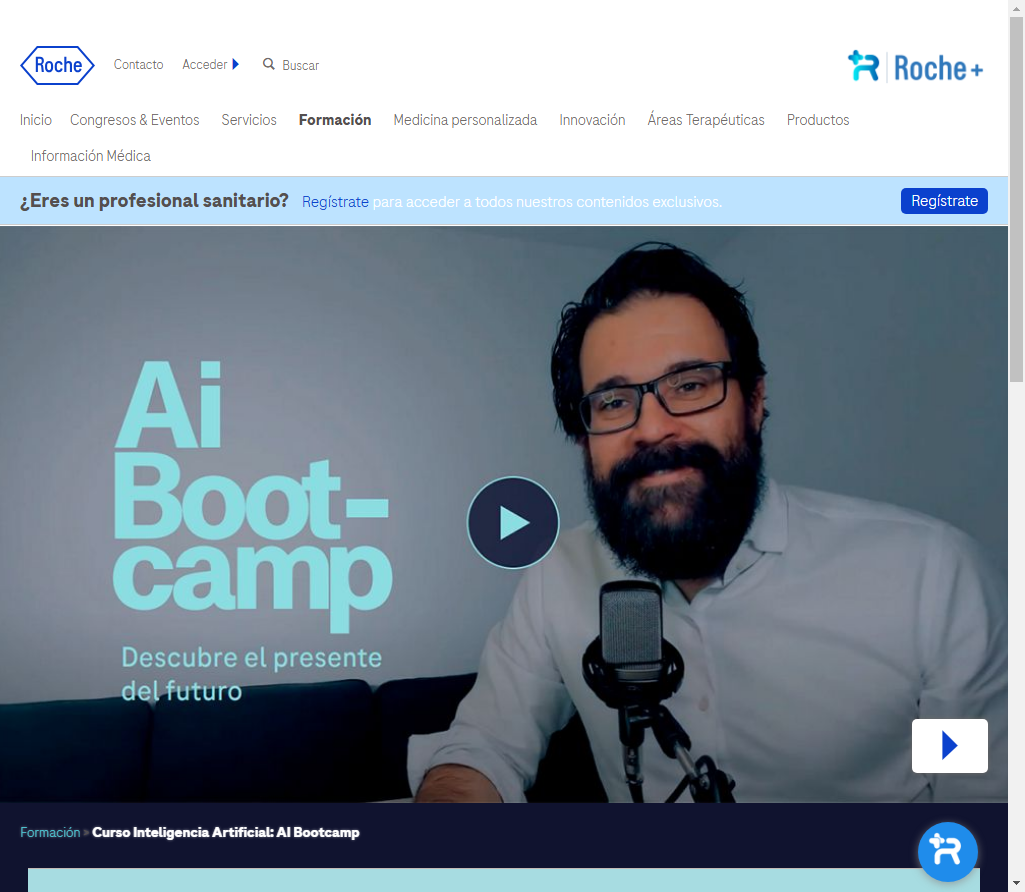 Roche
Contacto Acceder Buscar
Roche+
Inicio Congresos & Eventos Servicios Formación Medicina personalizada Innovación Áreas Terapéuticas Productos
Información Médica
¿Eres un profesional sanitario? Regístrate para acceder a todos nuestros contenidos exclusivos. Regístrate
Ai
Boot-
camp
Descubre el presente
del futuro
Formación » Curso Inteligencia Artificial: AI Bootcamp